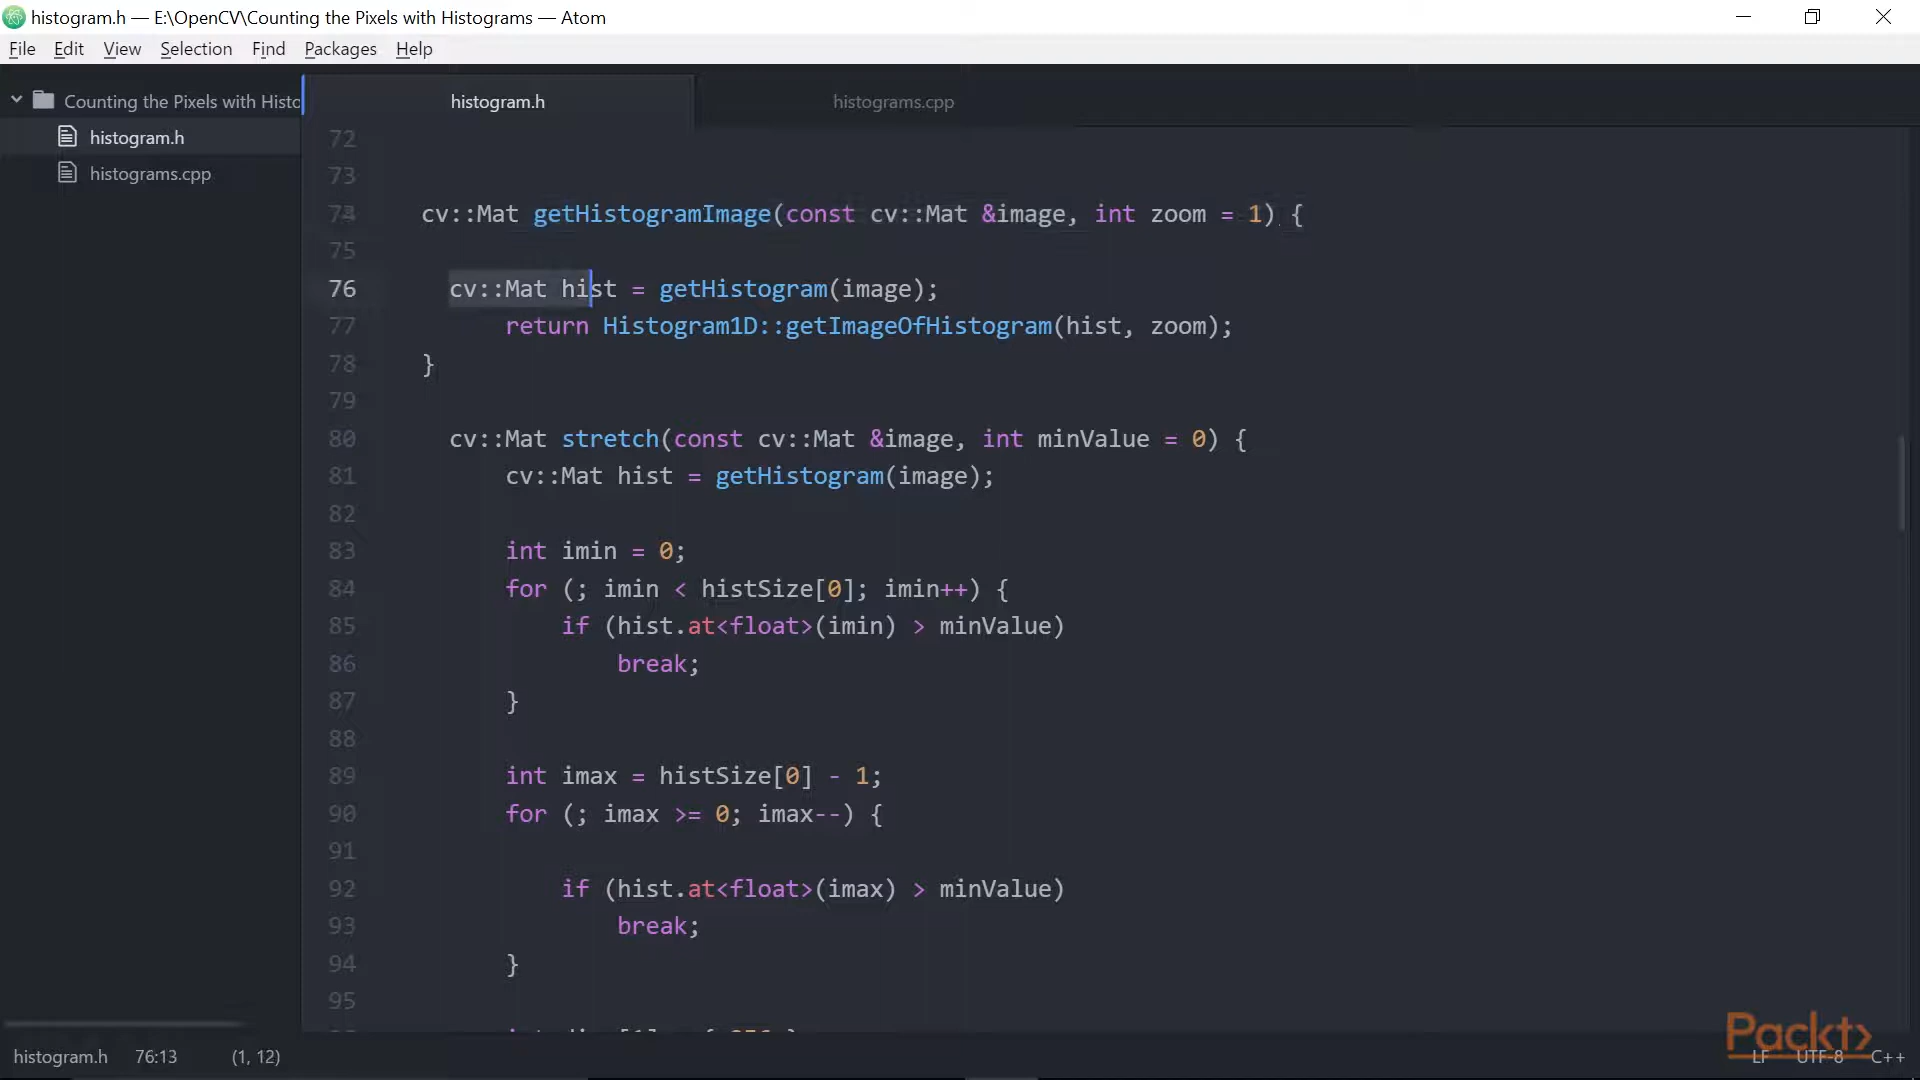 histogram.h — E:\OpenCV\Counting the Pixels with Histograms — Atom
File Edit View Selection Find Packages Help
Counting the Pixels with Histo
histogram.h
histograms.cpp
histogram.h histograms.cpp
72
73
74 cv::Mat getHistogramImage(const cv::Mat &image, int zoom = 1) {
75
76 cv::Mat hist = getHistogram(image);
77 return Histogram1D::getImageOfHistogram(hist, zoom);
78 }
79
80 cv::Mat stretch(const cv::Mat &image, int minValue = 0) {
81 cv::Mat hist = getHistogram(image);
82
83 int imin = 0;
84 for (; imin < histSize[0]; imin++) {
85 if (hist.at<float>(imin) > minValue)
86 break;
87 }
88
89 int imax = histSize[0] - 1;
90 for (; imax >= 0; imax--) {
91
92 if (hist.at<float>(imax) > minValue)
93 break;
94 }
95
Packt>
histogram.h 76:13 (1, 12) LF UTF-8 C++